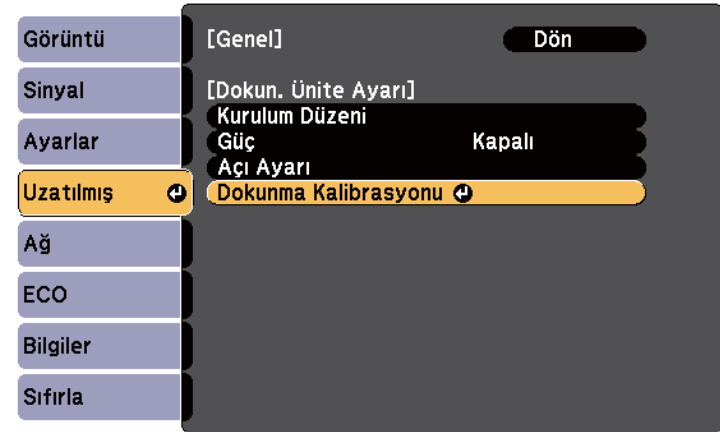 Görüntü
Sinyal
Ayarlar
Uzatılmış
Ağ
ECO
Bilgiler
Sıfırla
[Genel] Dön
[Dokun. Ünite Ayarı]
Kurulum Düzeni
Güç Kapalı
Açı Ayarı
Dokunma Kalibrasyonu